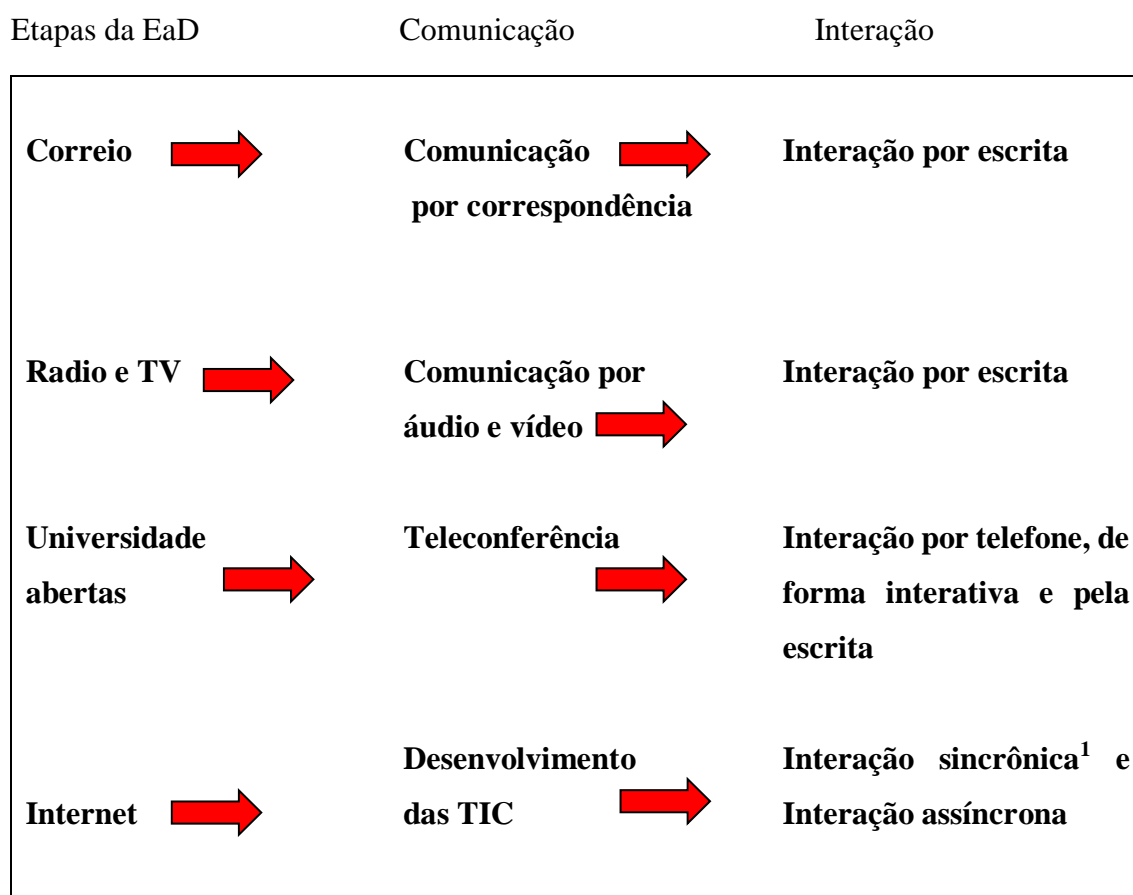 Etapas da EaD Comunicação Interação
Correio Comunicação Interação por escrita
por correspondência
Radio e TV Comunicação por Interação por escrita
áudio e vídeo
Universidade Teleconferência Interação por telefone, de
abertas forma interativa e pela
escrita
Desenvolvimento Interação sincrônica¹ e
Internet das TIC Interação assíncrona